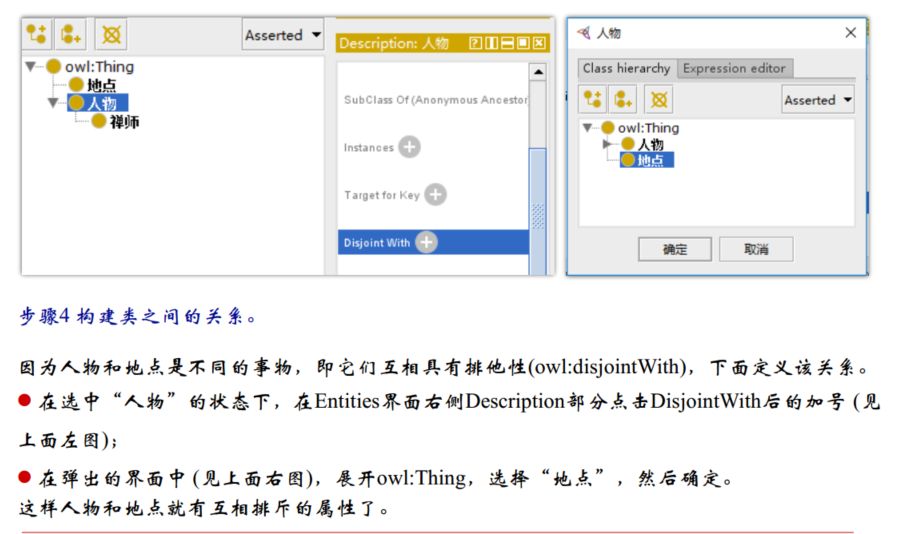 Asserted
owl:Thing
地点
人物
禅师
Description: 人物
SubClass Of (Anonymous Ancestor
Instances
Target for Key
Disjoint With
人物
Class hierarchy
Expression editor
Asserted
owl:Thing
人物
地点
确定
取消
步骤4 构建类之间的关系。
因为人物和地点是不同的事物，即它们互相具有排他性(owl:disjointWith)，下面定义该关系。
● 在选中“人物”的状态下，在Entities界面右侧Description部分点击DisjointWith后的加号 (见
上面左图)；
● 在弹出的界面中 (见上面右图)，展开owl:Thing，选择“地点”，然后确定。
这样人物和地点就有互相排斥的属性了。